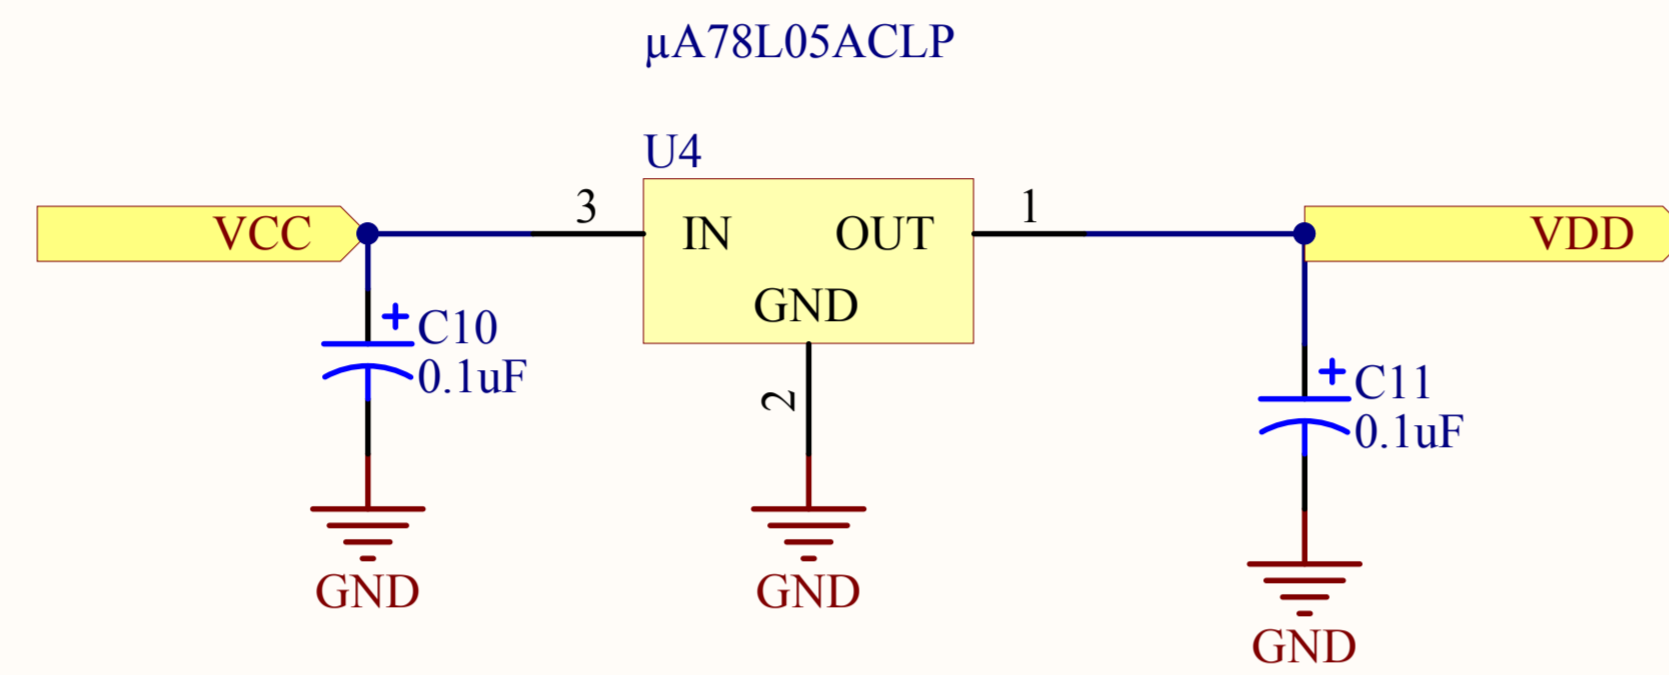 µA78L05ACLP
U4
VCC
3
IN
OUT
1
VDD
GND
C10
0.1uF
2
C11
0.1uF
GND
GND
GND